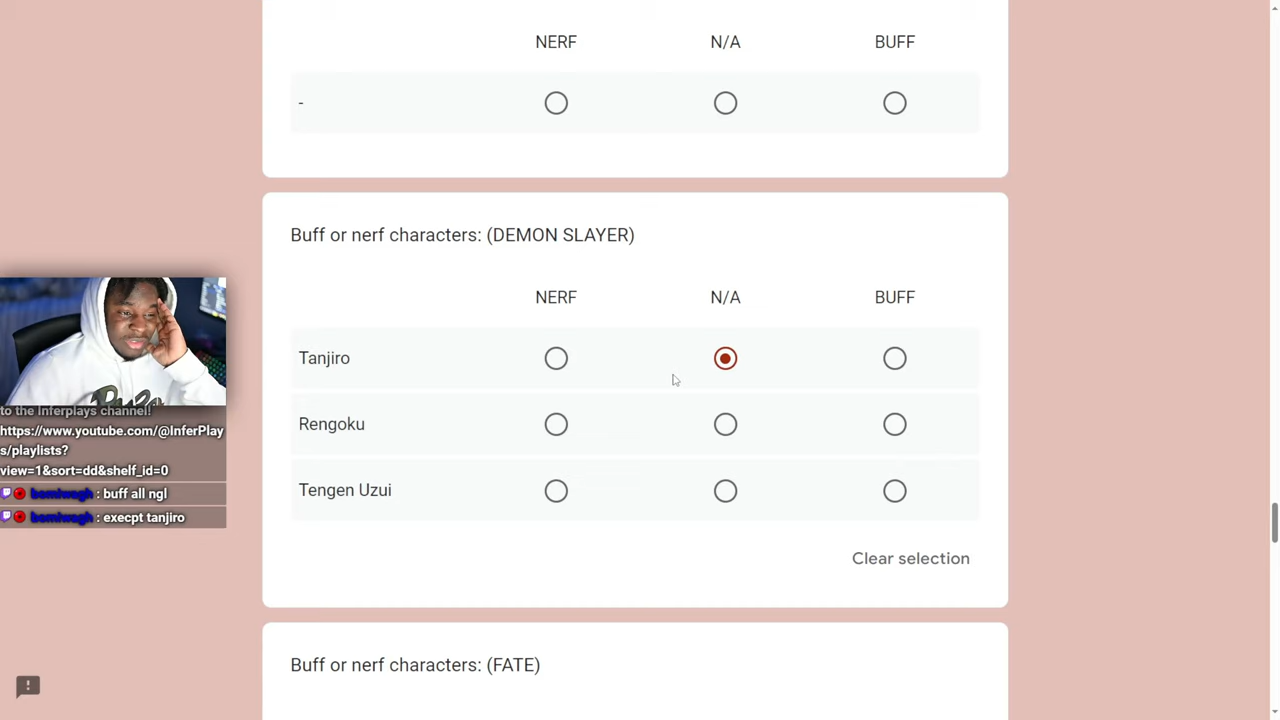 NERF N/A BUFF
-
Buff or nerf characters: (DEMON SLAYER)
NERF N/A BUFF
Tanjiro
Rengoku
Tengen Uzui
Clear selection
Buff or nerf characters: (FATE)
to the Inferplays channel!
https://www.youtube.com/@InferPlay
s/playlists?
view=1&sort=dd&shelf_id=0
bomiwagh : buff all ngl
bomiwagh : execpt tanjiro